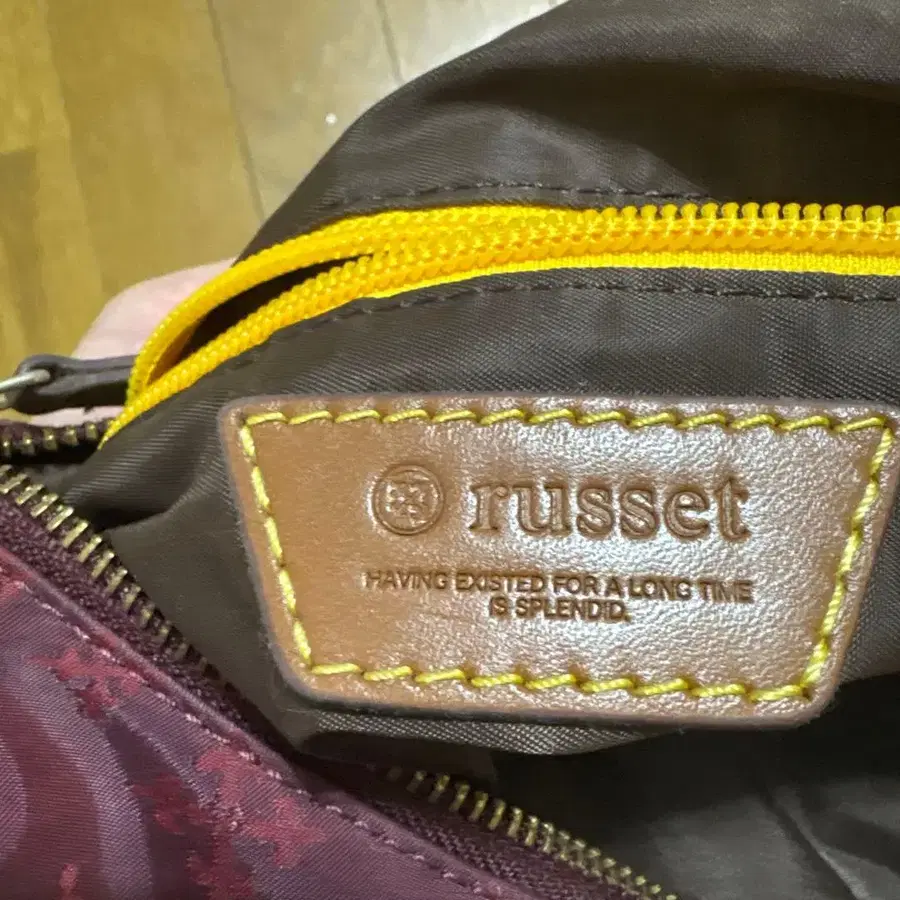 russet
HAVING EXISTED FOR A LONG TIME
IS SPLENDID.